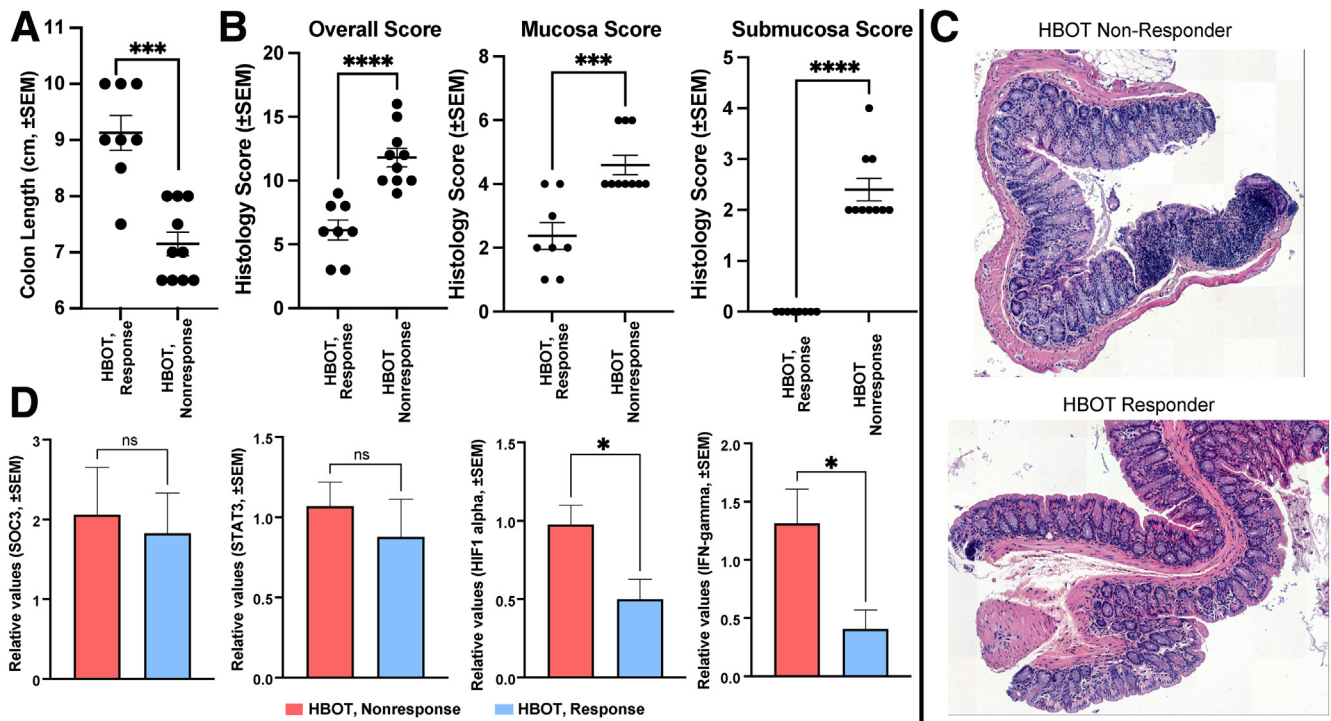 A
B
C
D
Colon Length (cm, ±SEM)
11
10
9
8
7
6
***
HBOT,
Response
HBOT,
Nonresponse
Overall Score
Histology Score (±SEM)
20
15
10
5
0
****
HBOT,
Response
HBOT
Nonresponse
Mucosa Score
Histology Score (±SEM)
8
6
4
2
0
***
HBOT,
Response
HBOT
Nonresponse
Submucosa Score
Histology Score (±SEM)
5
4
3
2
1
0
****
HBOT,
Response
HBOT
Nonresponse
HBOT Non-Responder
HBOT Responder
Relative values (SOC3, ±SEM)
3
2
1
0
ns
Relative values (STAT3, ±SEM)
1.5
1.0
0.5
0.0
ns
Relative values (HIF1 alpha, ±SEM)
1.5
1.0
0.5
0.0
*
Relative values (IFN-gamma, ±SEM)
2.0
1.5
1.0
0.5
0.0
*
HBOT, Nonresponse
HBOT, Response